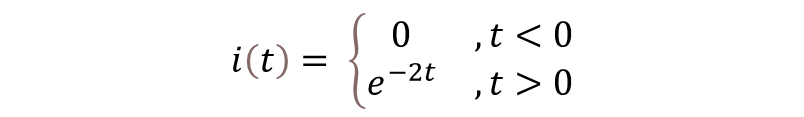 i(t) = { 0 , t < 0
e^{-2t} , t > 0